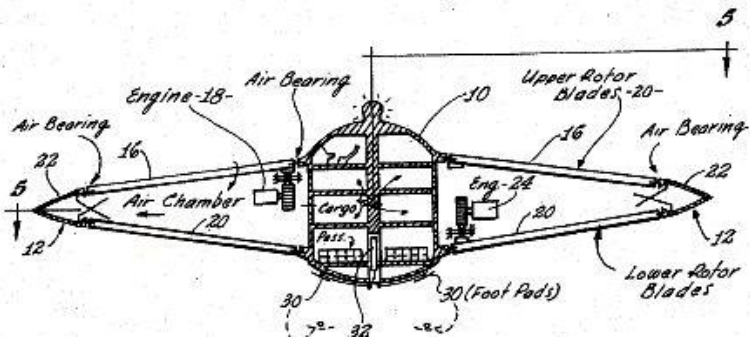 5
Air Bearing
Engine-18-
10
Upper Rotor
Blades -20-
Air Bearing
16
16
Air Bearing
22
22
5
Air Chamber
Eng-24
Cargo
20
20
12
12
Pass.
Lower Rotor
Blades
30
32
30 (Foot Pads)